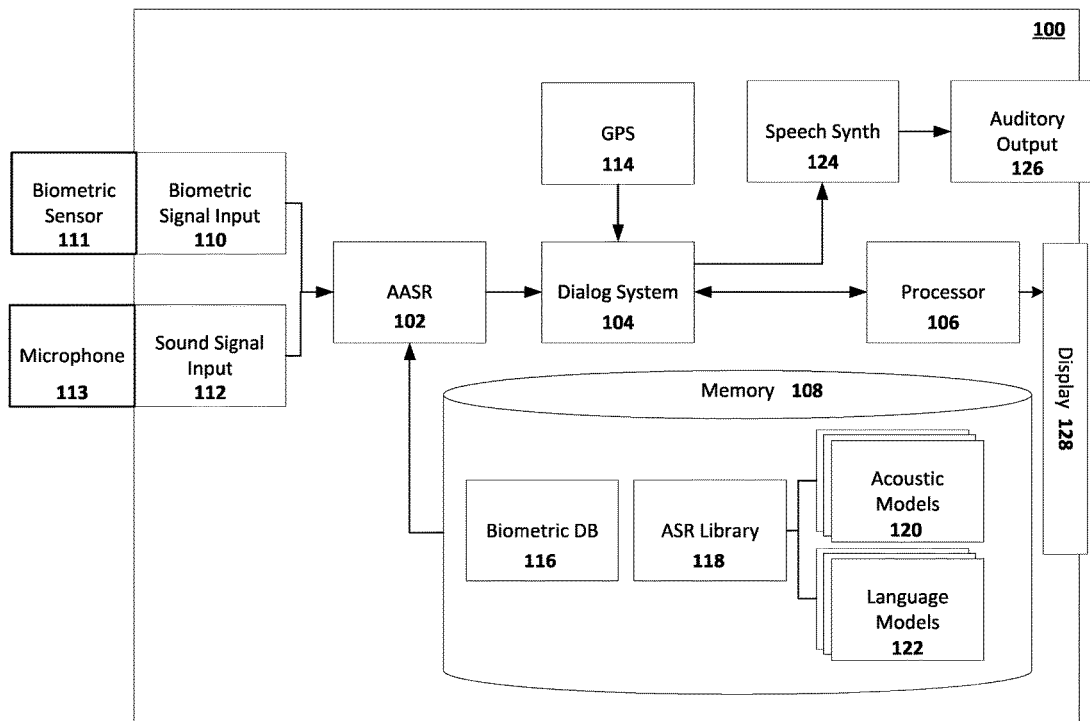 100
GPS
114
Speech Synth
124
Auditory
Output
126
Biometric
Sensor
111
Biometric
Signal Input
110
AASR
102
Dialog System
104
Processor
106
Microphone
113
Sound Signal
Input
112
Display 128
Memory 108
Biometric DB
116
ASR Library
118
Acoustic
Models
120
Language
Models
122